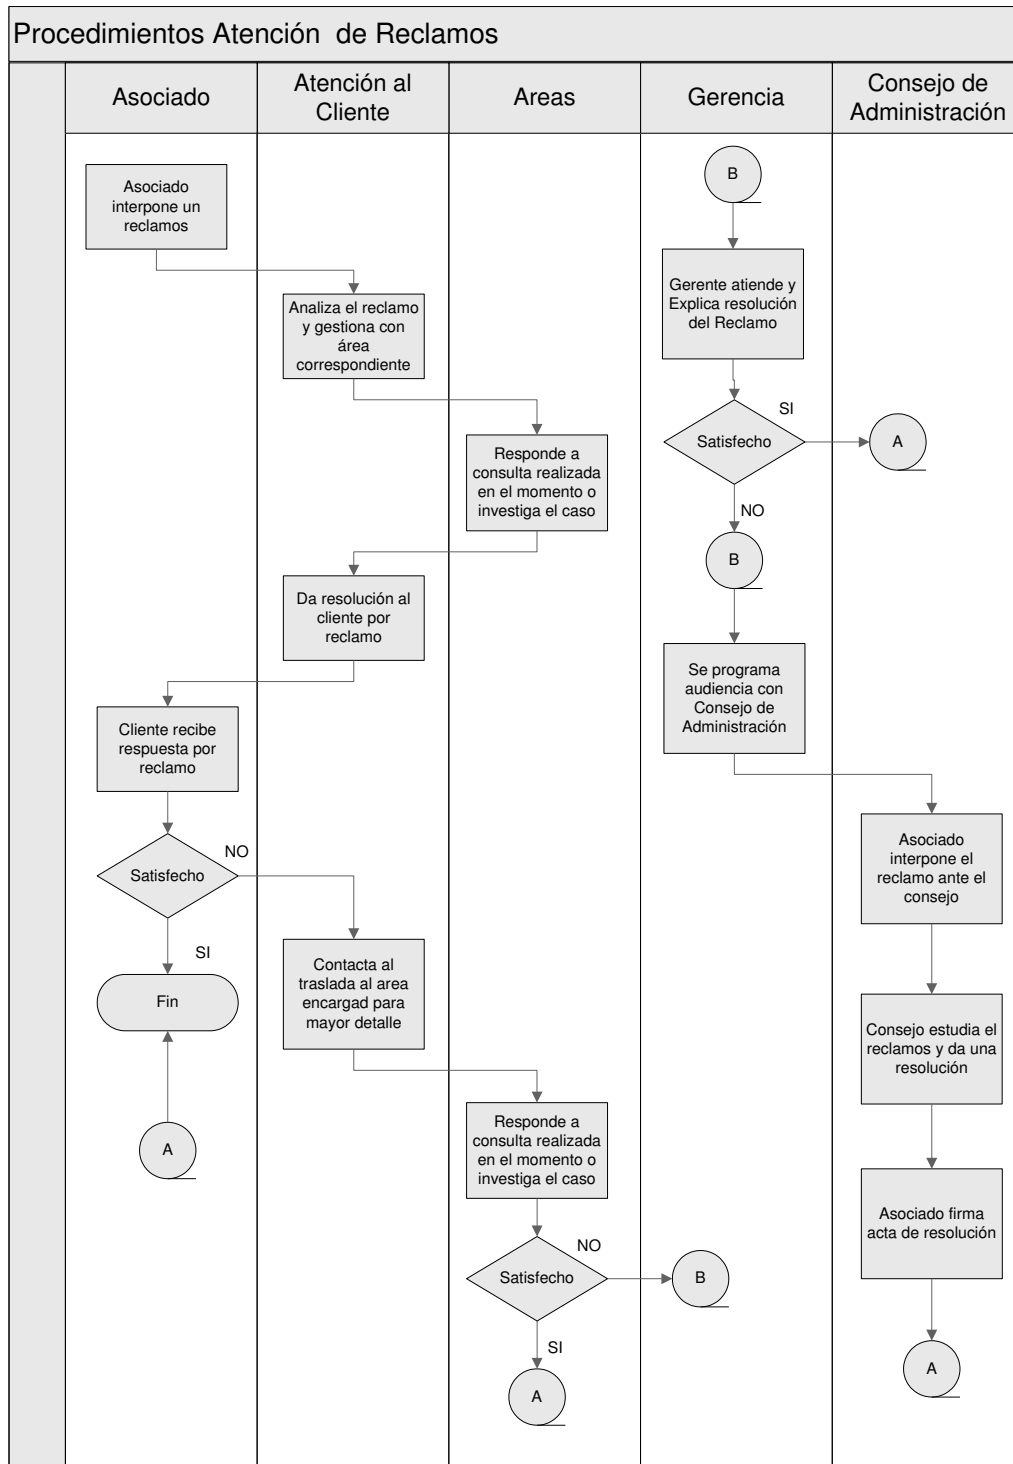 Procedimientos Atención de Reclamos
Asociado
Atención al
Cliente
Areas
Gerencia
Consejo de
Administración
Asociado
interpone un
reclamos
Analiza el reclamo
y gestiona con
área
correspondiente
Responde a
consulta realizada
en el momento o
investiga el caso
Da resolución al
cliente por
reclamo
Cliente recibe
respuesta por
reclamo
Satisfecho
NO
SI
Fin
A
Contacta al
traslada al area
encargad para
mayor detalle
Responde a
consulta realizada
en el momento o
investiga el caso
Satisfecho
NO
B
SI
A
B
Gerente atiende y
Explica resolución
del Reclamo
Satisfecho
SI
A
NO
B
Se programa
audiencia con
Consejo de
Administración
Asociado
interpone el
reclamo ante el
consejo
Consejo estudia el
reclamos y da una
resolución
Asociado firma
acta de resolución
A